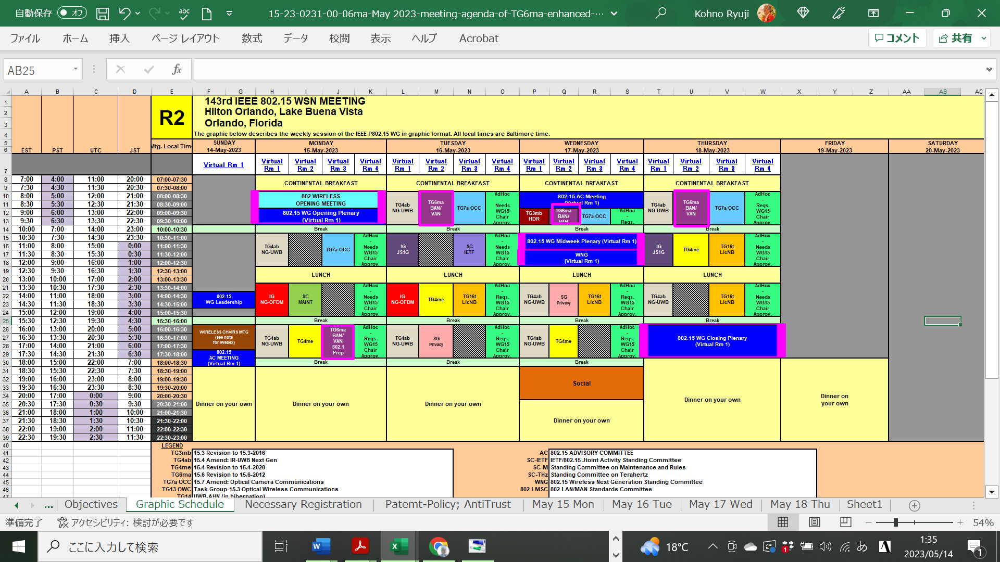 自動保存 オフ
15-23-0231-00-06ma-May 2023-meeting-agenda-of-TG6ma-enhanced-···
Kohno Ryuji
ファイル ホーム 挿入 ページ レイアウト 数式 データ 校閲 表示 ヘルプ Acrobat
コメント 共有
AB25
fx
A B C D E F G H I J K L M N O P Q R S T U V W X Y Z AA AB AC
R2
143rd IEEE 802.15 WSN MEETING
Hilton Orlando, Lake Buena Vista
Orlando, Florida
The graphic below describes the weekly session of the IEEE P802.15 WG in graphic format. All local times are Baltimore time.
EST PST UTC JST Mtg. Local Tim
SUNDAY MONDAY TUESDAY WEDNESDAY THURSDAY FRIDAY SATURDAY
14-May-2023 15-May-2023 16-May-2023 17-May-2023 18-May-2023 19-May-2023 20-May-2023
Virtual Rm 1
Virtual Rm 1 Virtual Rm 2 Virtual Rm 3 Virtual Rm 4
Virtual Rm 1 Virtual Rm 2 Virtual Rm 3 Virtual Rm 4
Virtual Rm 1 Virtual Rm 2 Virtual Rm 3 Virtual Rm 4
Virtual Rm 1 Virtual Rm 2 Virtual Rm 3 Virtual Rm 4
8 7:00 4:00 11:00 20:00 07:00-07:30
9 7:30 4:30 11:30 20:30 07:30-08:00
10 8:00 5:00 12:00 21:00 08:00-08:30
11 8:30 5:30 12:30 21:30 08:30-09:00
12 9:00 6:00 13:00 22:00 09:00-09:30
13 9:30 6:30 13:30 22:30 09:30-10:00
14 10:00 7:00 14:00 23:00 10:00-10:30
15 10:30 7:30 14:30 23:30 10:30-11:00
16 11:00 8:00 15:00 0:00 11:00-11:30
17 11:30 8:30 15:30 0:30 11:30-12:00
18 12:00 9:00 16:00 1:00 12:00-12:30
19 12:30 9:30 16:30 1:30 12:30-13:00
20 13:00 10:00 17:00 2:00 13:00-13:30
21 13:30 10:30 17:30 2:30 13:30-14:00
22 14:00 11:00 18:00 3:00 14:00-14:30
23 14:30 11:30 18:30 3:30 14:30-15:00
24 15:00 12:00 19:00 4:00 15:00-15:30
25 15:30 12:30 19:30 4:30 15:30-16:00
26 16:00 13:00 20:00 5:00 16:00-16:30
27 16:30 13:30 20:30 5:30 16:30-17:00
28 17:00 14:00 21:00 6:00 17:00-17:30
29 17:30 14:30 21:30 6:30 17:30-18:00
30 18:00 15:00 22:00 7:00 18:00-18:30
31 18:30 15:30 22:30 7:30 18:30-19:00
32 19:00 16:00 23:00 8:00 19:00-19:30
33 19:30 16:30 23:30 8:30 19:30-20:00
34 20:00 17:00 0:00 9:00 20:00-20:30
35 20:30 17:30 0:30 9:30 20:30-21:00
36 21:00 18:00 1:00 10:00 21:00-21:30
37 21:30 18:30 1:30 10:30 21:30-22:00
38 22:00 19:00 2:00 11:00 22:00-22:30
39 22:30 19:30 2:30 11:30 22:30-23:00
CONTINENTAL BREAKFAST CONTINENTAL BREAKFAST CONTINENTAL BREAKFAST CONTINENTAL BREAKFAST
802 WIRELESS
OPENING MEETING
802.15 WG Opening Plenary
(Virtual Rm 1)
TG4ab NG-UWB
TG6ma BAN/ VAN
TG7a OCC
AdHoc - Needs WG15 Chair Approv.
802.15 AC Meeting
(Virtual Rm 1)
TG3mb HDR
TG6ma BAN/ VAN
TG7a OCC
AdHoc - Reqs.
TG4ab NG-UWB
TG6ma BAN/ VAN
TG7a OCC
AdHoc - Reqs. WG15 Chair Approv.
Break Break Break Break
TG4ab NG-UWB
TG7a OCC
AdHoc - Needs WG15 Chair Approv.
IG JS1G
SC IETF
AdHoc - Needs WG15 Chair Approv.
802.15 WG Midweek Plenary (Virtual Rm 1)
WNG
(Virtual Rm 1)
IG JS1G
TG4me
TG16t LicNB
AdHoc - Needs WG15 Chair Approv.
LUNCH LUNCH LUNCH LUNCH
802.15
WG Leadership
IG NG-OFDM
SC MAINT
AdHoc - Needs WG15 Chair Approv.
IG NG-OFDM
TG4me
TG16t LicNB
AdHoc - Reqs. WG15 Chair Approv.
TG4ab NG-UWB
SG Privacy
TG16t LicNB
AdHoc - Reqs. WG15 Chair Approv.
TG4ab NG-UWB
TG16t LicNB
AdHoc - Needs WG15 Chair Approv.
Break Break Break Break
WIRELESS CHAIRS MTG
(see note
for Webex)
802.15
AC MEETING
(Virtual Rm 1)
TG4ab NG-UWB
TG4me
TG6ma BAN/ VAN 802.1 Prep
AdHoc - Reqs. WG15 Chair Approv.
TG4ab NG-UWB
SG Privacy
AdHoc - Reqs. WG15 Chair Approv.
TG4ab NG-UWB
TG4me
AdHoc - Reqs. WG15 Chair Approv.
802.15 WG Closing Plenary
(Virtual Rm 1)
Break Break Break
Social
Dinner on your own Dinner on your own Dinner on your own Dinner on your own Dinner on your own
Dinner on
your own
LEGEND
TG3mb 15.3 Revision to 15.3-2016
TG4ab 15.4 Amend: IR-UWB Next Gen
TG4me 15.4 Revision to 15.4-2020
TG6ma 15.6 Revision to 15.6-2012
TG7a OCC 15.7 Amend: Optical Camera Communications
TG13 OWC Task Group-15.3 Optical Wireless Communications
TG14 UWB-AHN (in hibernation)
AC 802.15 ADVISORY COMMITTEE
SC-IETF IETF/802.15 Jtoint Activity Standing Committee
SC-M Standing Committee on Maintenance and Rules
SC-THz Standing Committee on Terahertz
WNG 802.15 Wireless Next Generation Standing Committee
802 LMSC 802 LAN/MAN Standards Committee
... Objectives Graphic Schedule Necessary Registration Patemt-Policy; AntiTrust May 15 Mon May 16 Tue May 17 Wed May 18 Thu Sheet1
準備完了 アクセシビリティ: 検討が必要です 54%
ここに入力して検索
18°C
あ A
1:35
2023/05/14
1